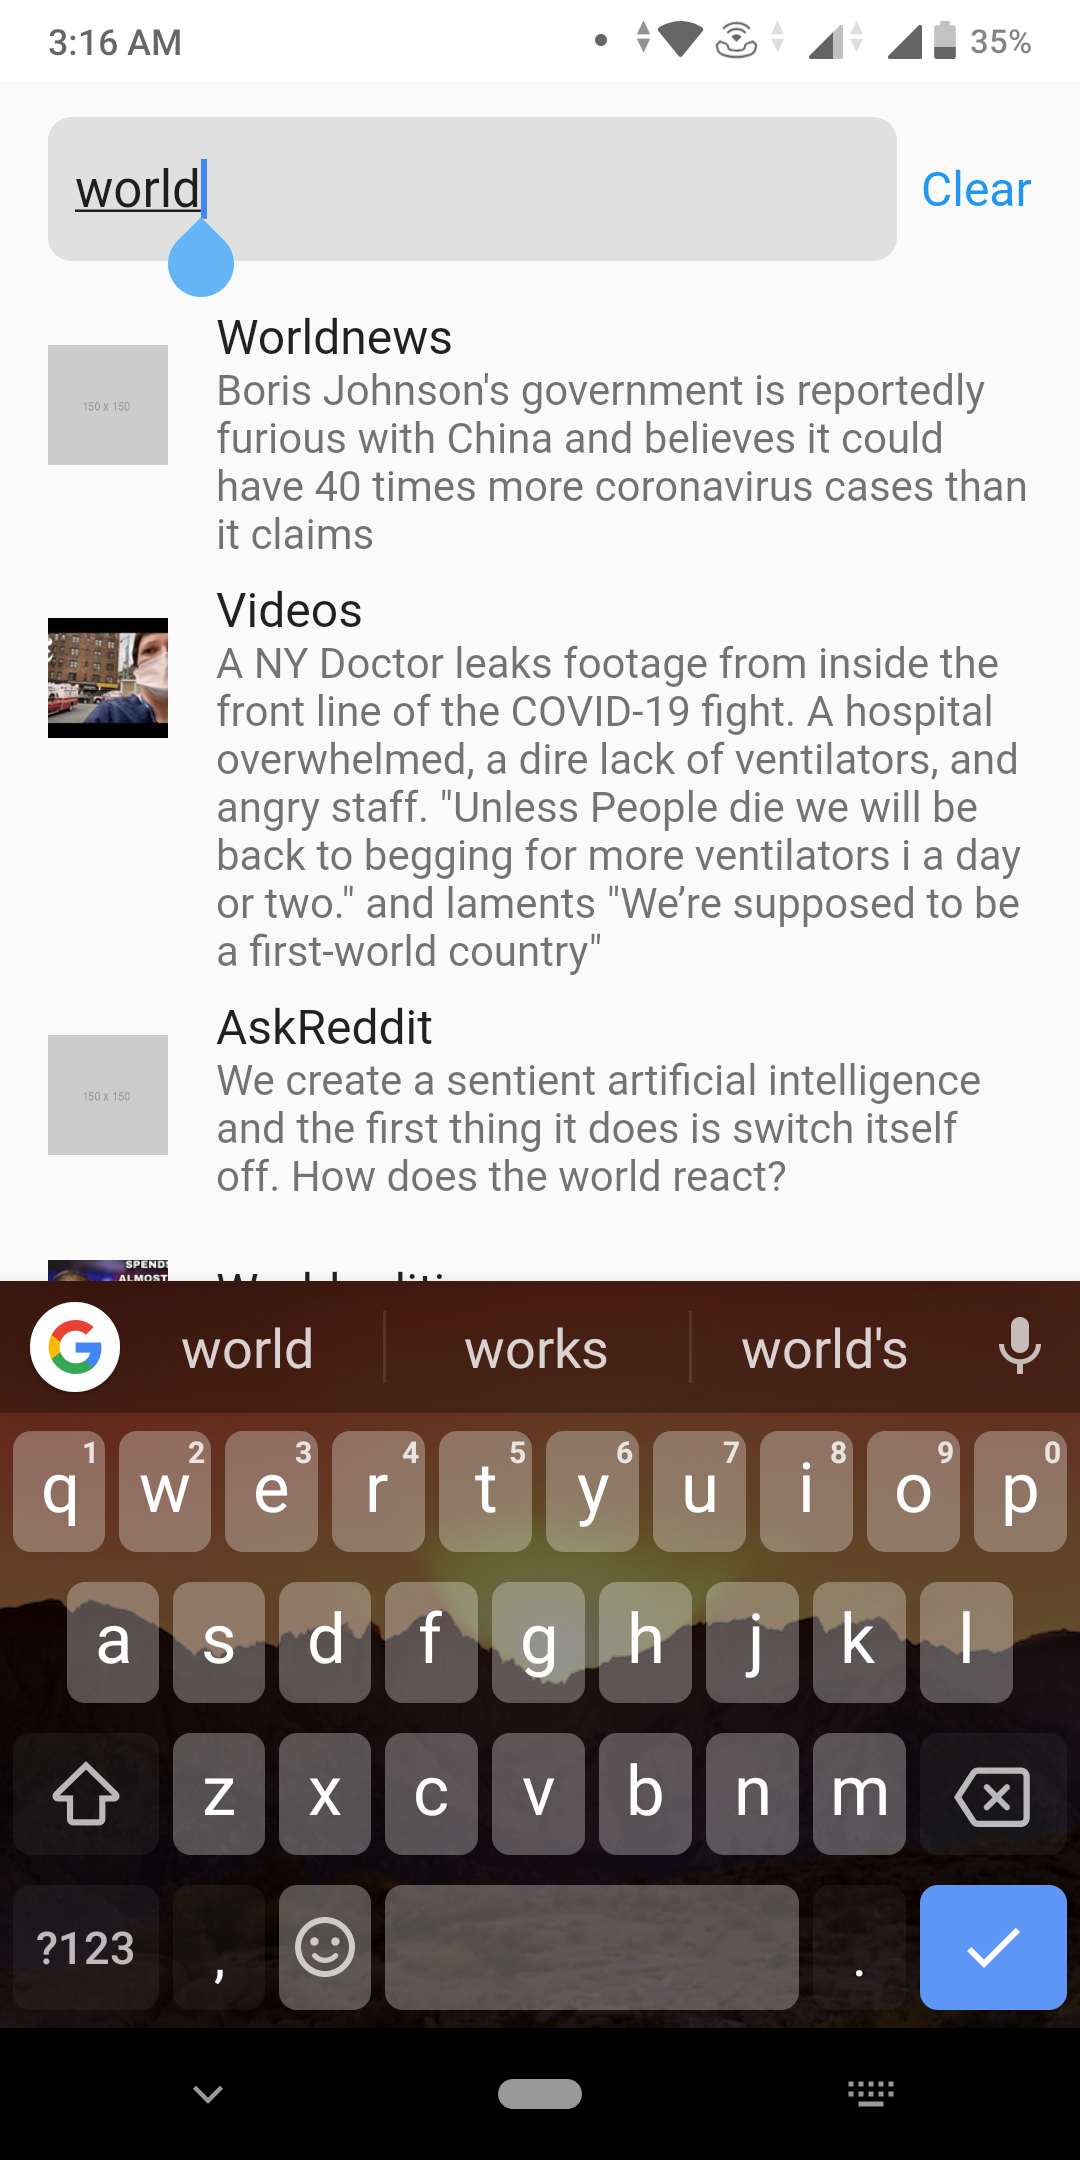 3:16 AM
35%
world
Clear
Worldnews
150 x 150
Boris Johnson's government is reportedly
furious with China and believes it could
have 40 times more coronavirus cases than
it claims
Videos
A NY Doctor leaks footage from inside the
front line of the COVID-19 fight. A hospital
overwhelmed, a dire lack of ventilators, and
angry staff. "Unless People die we will be
back to begging for more ventilators i a day
or two." and laments "We’re supposed to be
a first-world country"
AskReddit
150 x 150
We create a sentient artificial intelligence
and the first thing it does is switch itself
off. How does the world react?
SPENDS
ALMOST
world works world's
1 2 3 4 5 6 7 8 9 0
q w e r t y u i o p
a s d f g h j k l
z x c v b n m
?123 , .